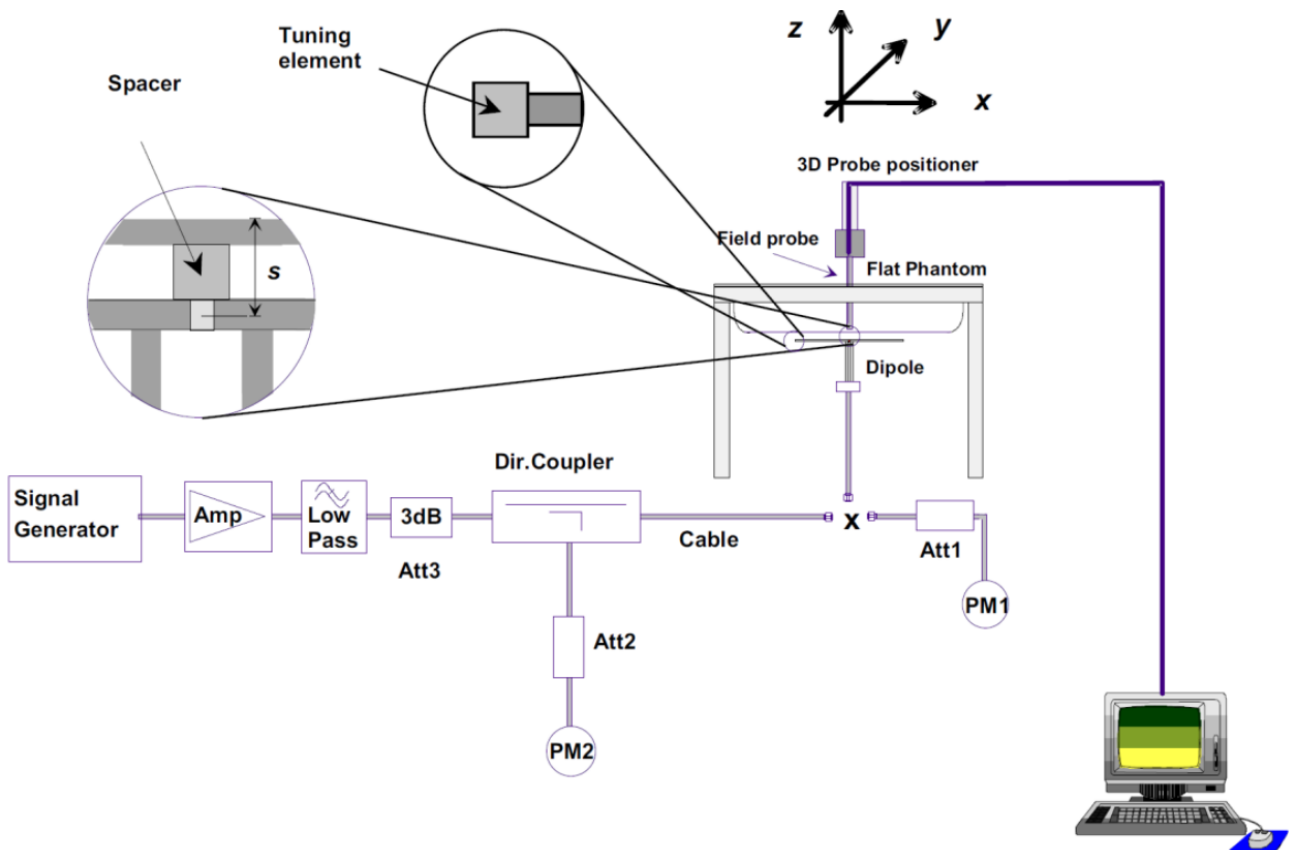 Tuning
element
Spacer
z
y
x
3D Probe positioner
s
Field probe
Flat Phantom
Dipole
Dir.Coupler
Signal
Generator
Amp
Low
Pass
3dB
Att3
Cable
x
Att1
PM1
Att2
PM2